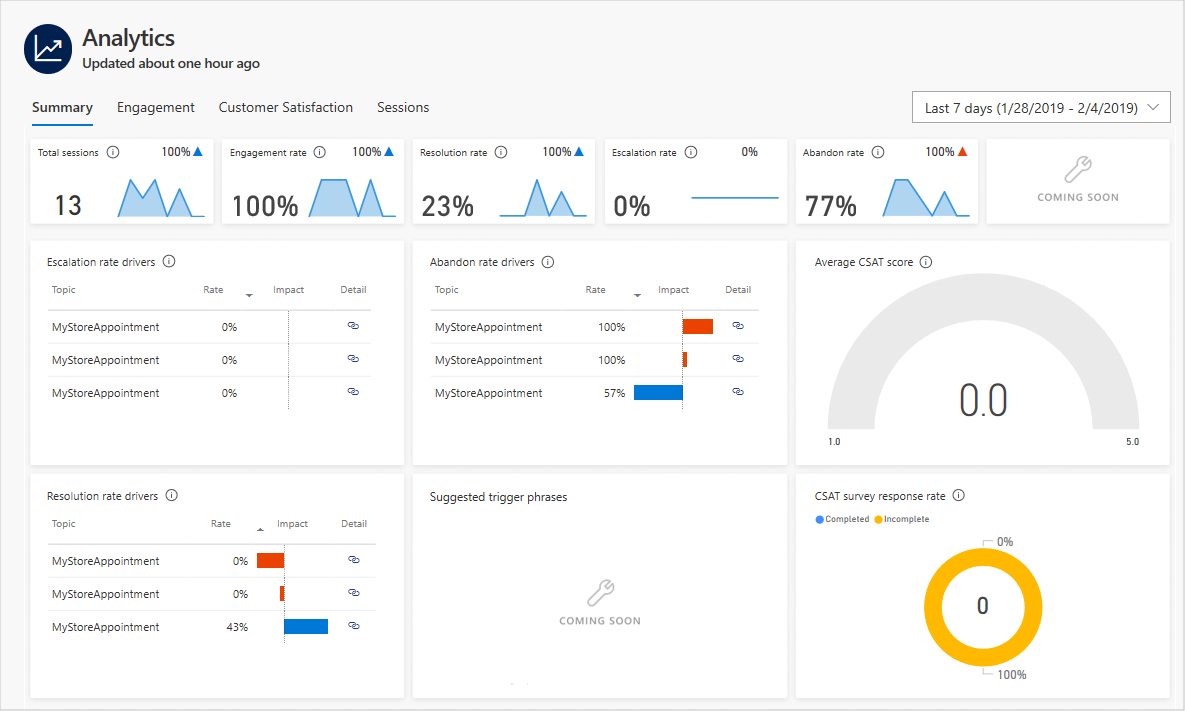 Analytics
Updated about one hour ago
Summary Engagement Customer Satisfaction Sessions
Last 7 days (1/28/2019 - 2/4/2019)
Total sessions 100%
13
Engagement rate 100%
100%
Resolution rate 100%
23%
Escalation rate 0%
0%
Abandon rate 100%
77%
COMING SOON
Escalation rate drivers
Topic Rate Impact Detail
MyStoreAppointment 0%
MyStoreAppointment 0%
MyStoreAppointment 0%
Abandon rate drivers
Topic Rate Impact Detail
MyStoreAppointment 100%
MyStoreAppointment 100%
MyStoreAppointment 57%
Average CSAT score
0.0
1.0 5.0
Resolution rate drivers
Topic Rate Impact Detail
MyStoreAppointment 0%
MyStoreAppointment 0%
MyStoreAppointment 43%
Suggested trigger phrases
COMING SOON
CSAT survey response rate
Completed Incomplete
0%
0
100%